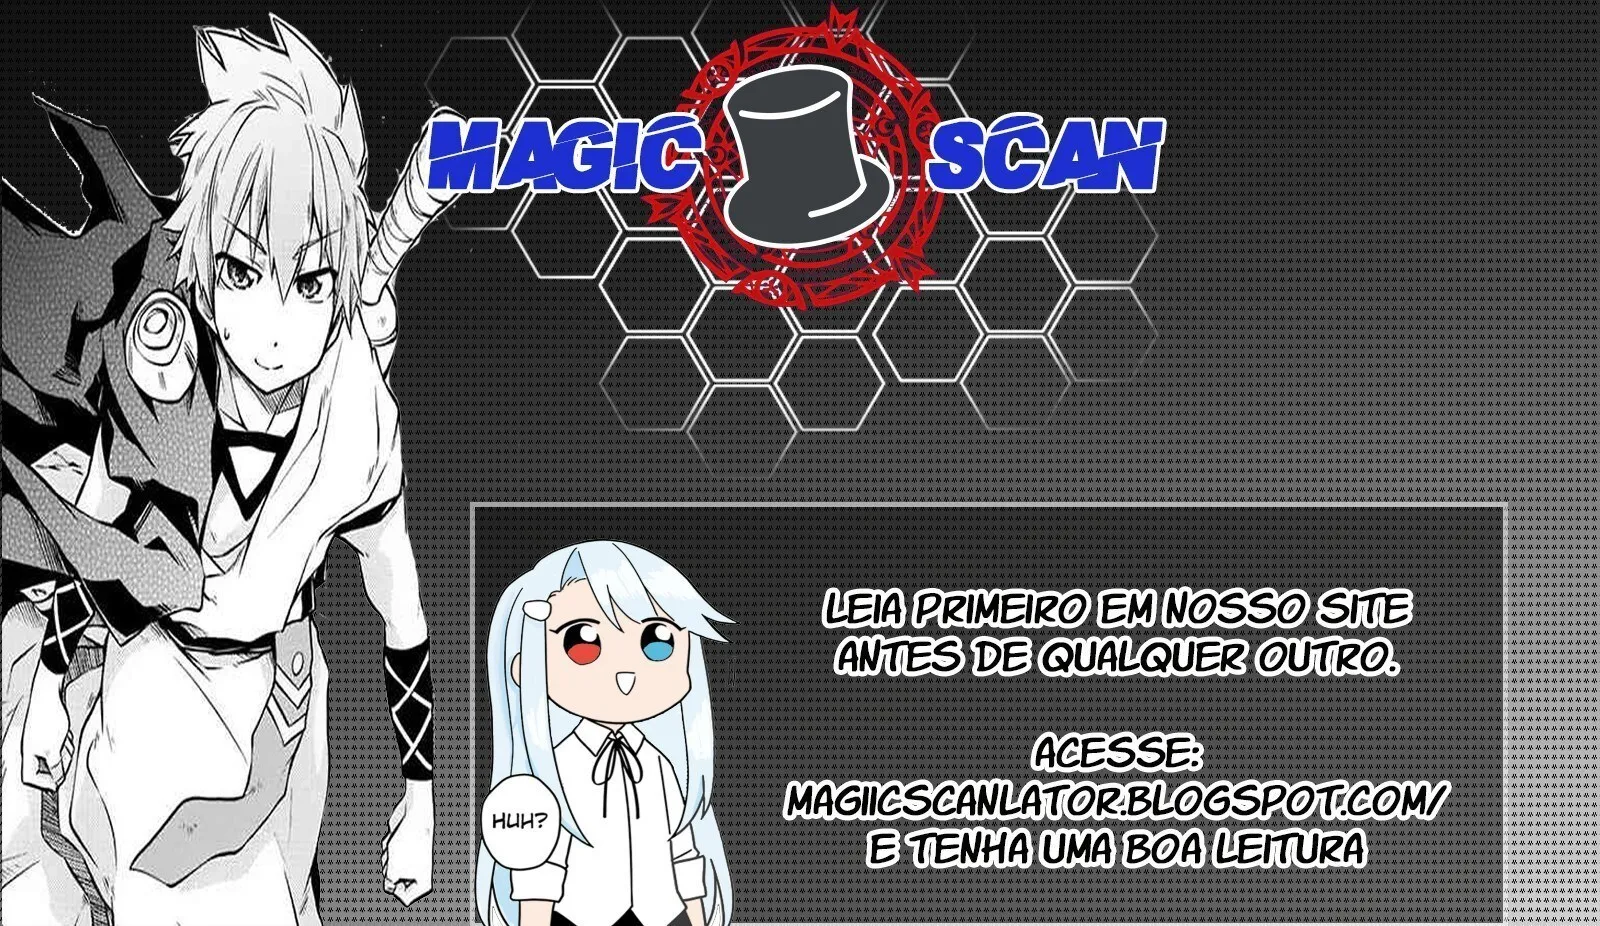 MAGIC SCAN
LEIA PRIMEIRO EM NOSSO SITE
ANTES DE QUALQUER OUTRO.
ACESSE:
MAGIICSCANLATOR.BLOGSPOT.COM/
E TENHA UMA BOA LEITURA
HUH?